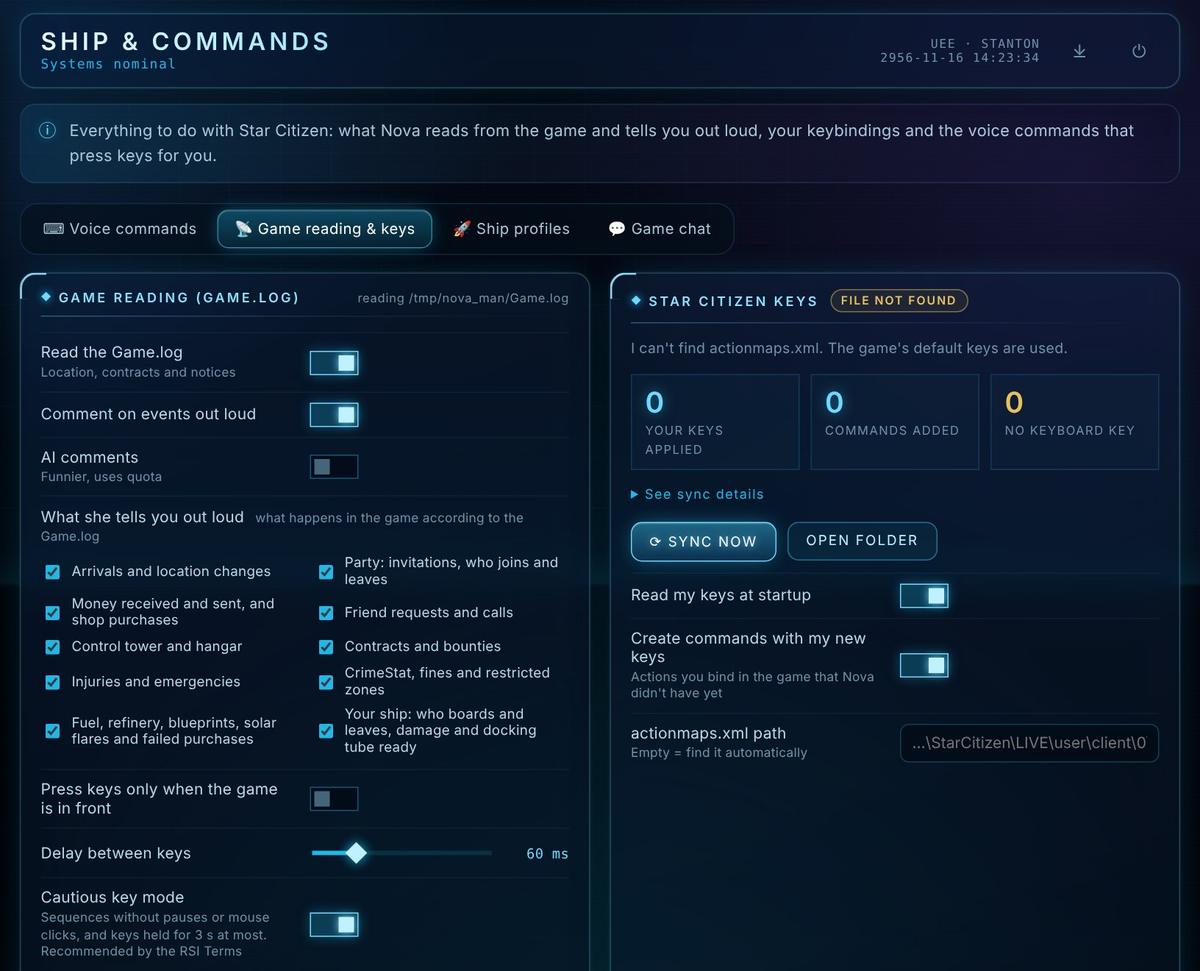 SHIP & COMMANDS
Systems nominal
UEE · STANTON
2956-11-16 14:23:34
Everything to do with Star Citizen: what Nova reads from the game and tells you out loud, your keybindings and the voice commands that
press keys for you.
Voice commands
Game reading & keys
Ship profiles
Game chat
GAME READING (GAME.LOG)
reading /tmp/nova_man/Game.log
Read the Game.log
Location, contracts and notices
Comment on events out loud
AI comments
Funnier, uses quota
What she tells you out loud what happens in the game according to the
Game.log
Arrivals and location changes
Party: invitations, who joins and
leaves
Money received and sent, and
shop purchases
Friend requests and calls
Control tower and hangar
Contracts and bounties
Injuries and emergencies
CrimeStat, fines and restricted
zones
Fuel, refinery, blueprints, solar
flares and failed purchases
Your ship: who boards and
leaves, damage and docking
tube ready
Press keys only when the game
is in front
Delay between keys
60 ms
Cautious key mode
Sequences without pauses or mouse
clicks, and keys held for 3 s at most.
Recommended by the RSI Terms
STAR CITIZEN KEYS
FILE NOT FOUND
I can't find actionmaps.xml. The game's default keys are used.
0
YOUR KEYS
APPLIED
0
COMMANDS ADDED
0
NO KEYBOARD KEY
See sync details
⟳ SYNC NOW
OPEN FOLDER
Read my keys at startup
Create commands with my new
keys
Actions you bind in the game that Nova
didn't have yet
actionmaps.xml path
Empty = find it automatically
...\StarCitizen\LIVE\user\client\0